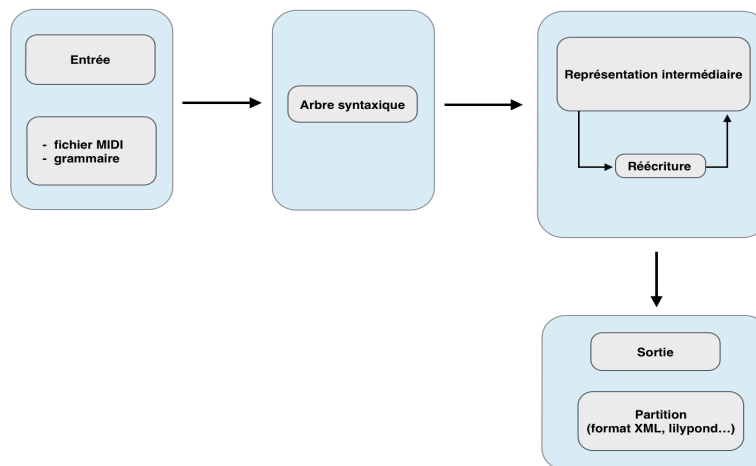 Entrée
- fichier MIDI
- grammaire
Arbre syntaxique
Représentation intermédiaire
Réécriture
Sortie
Partition
(format XML, lilypond...)